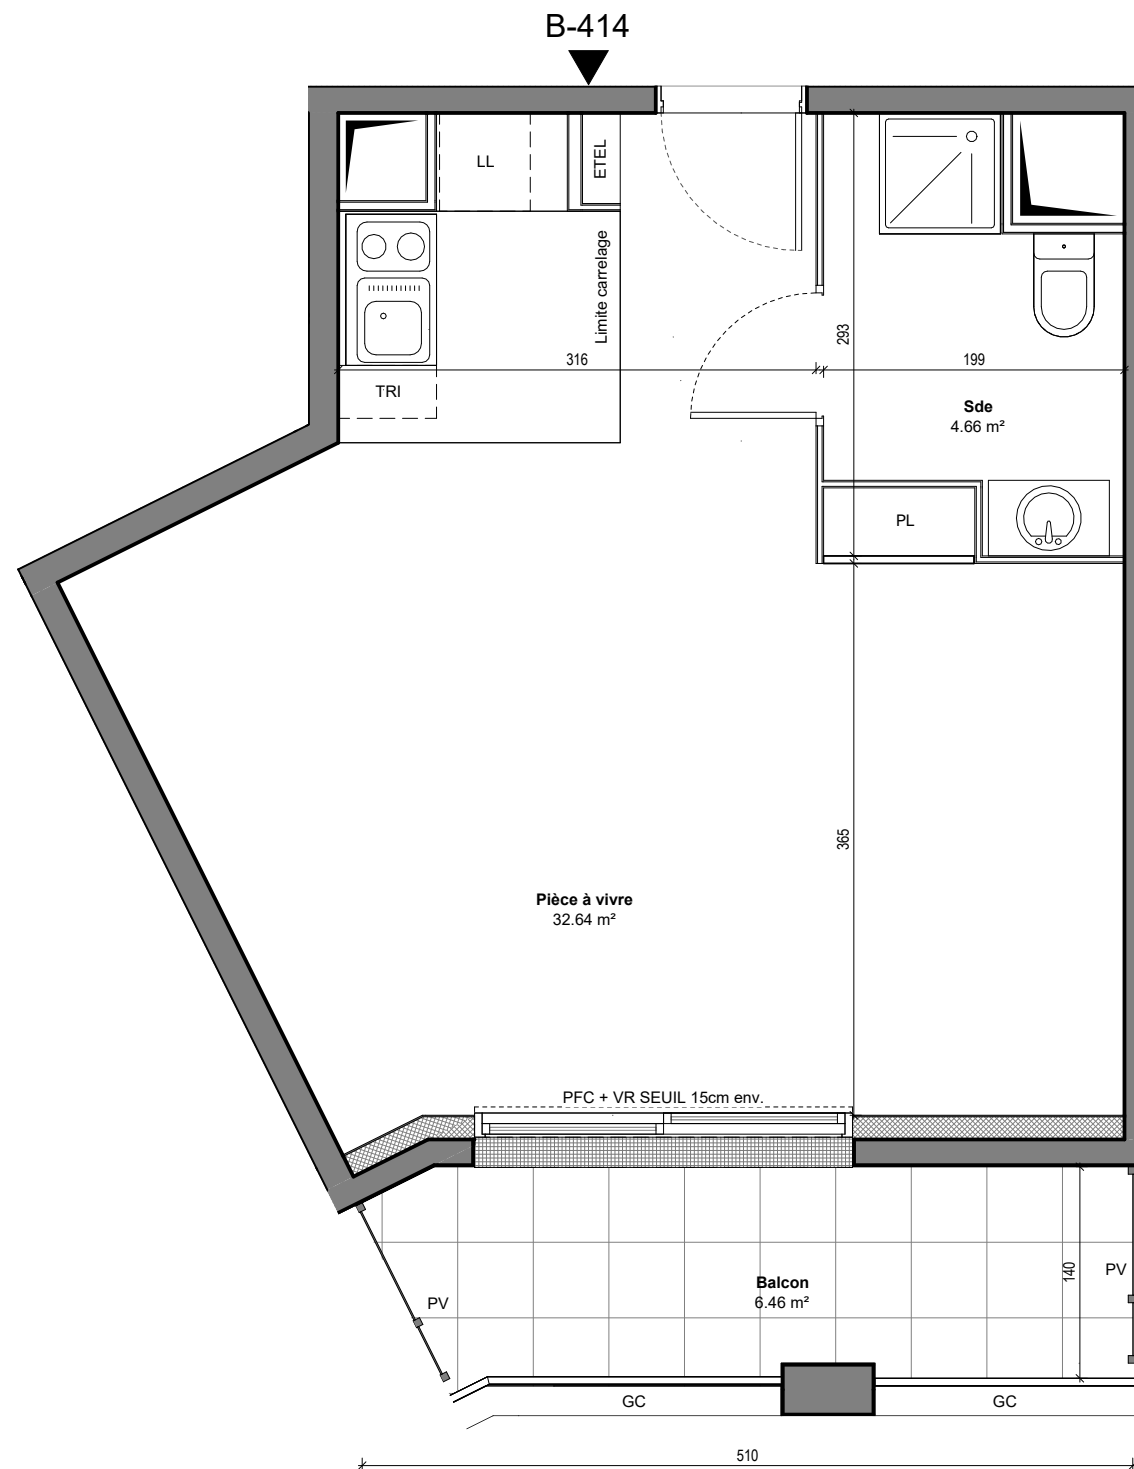 B-414
LL
ETEL
Limite carrelage
TRI
316
293
199
Sde
4.66 m²
PL
365
Pièce à vivre
32.64 m²
PFC + VR SEUIL 15cm env.
Balcon
6.46 m²
140
PV
PV
GC
GC
510